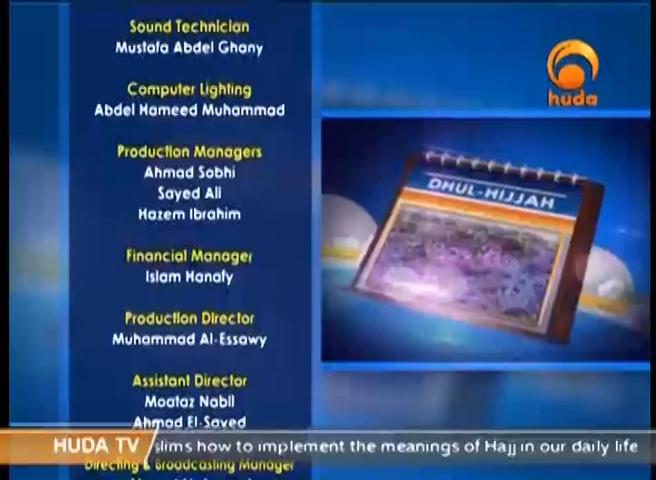 Sound Technician
Mustafa Abdel Ghany
Computer Lighting
Abdel Hameed Muhammad
Production Managers
Ahmad Sobhi
Sayed Ali
Hazem Ibrahim
Financial Manager
Islam Hanafy
Production Director
Muhammad Al-Essawy
Assistant Director
Moataz Nabil
Ahmad El-Sayed
Directing & Broadcasting Manager
huda
DHUL-HIJJAH
HUDA TV
slims how to implement the meanings of Hajj in our daily life